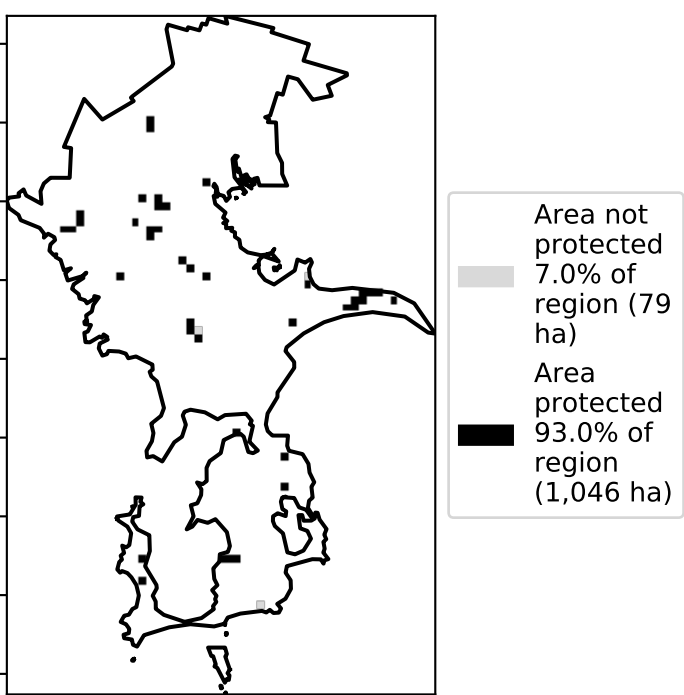 Area not
protected
7.0% of
region (79
ha)
Area
protected
93.0% of
region
(1,046 ha)